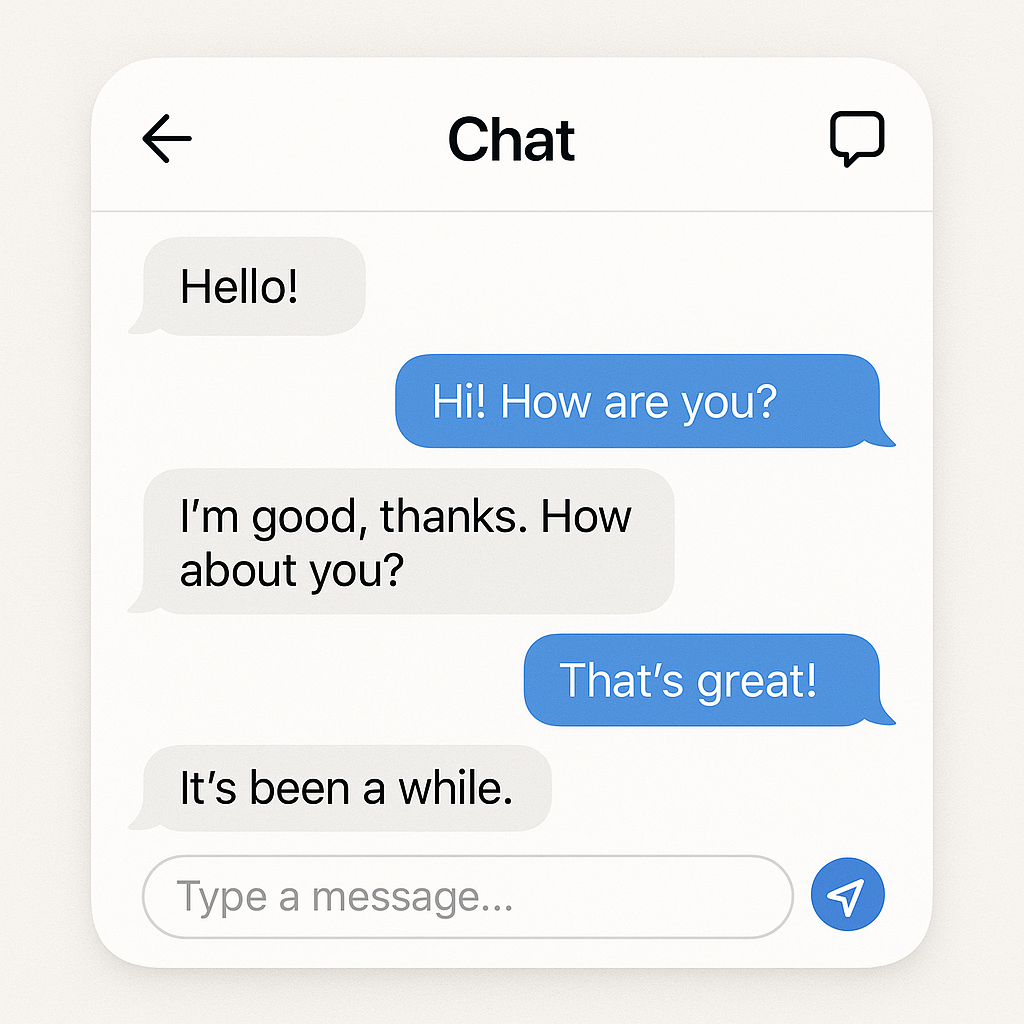 Chat
Hello!
Hi! How are you?
I’m good, thanks. How
about you?
That’s great!
It’s been a while.
Type a message...